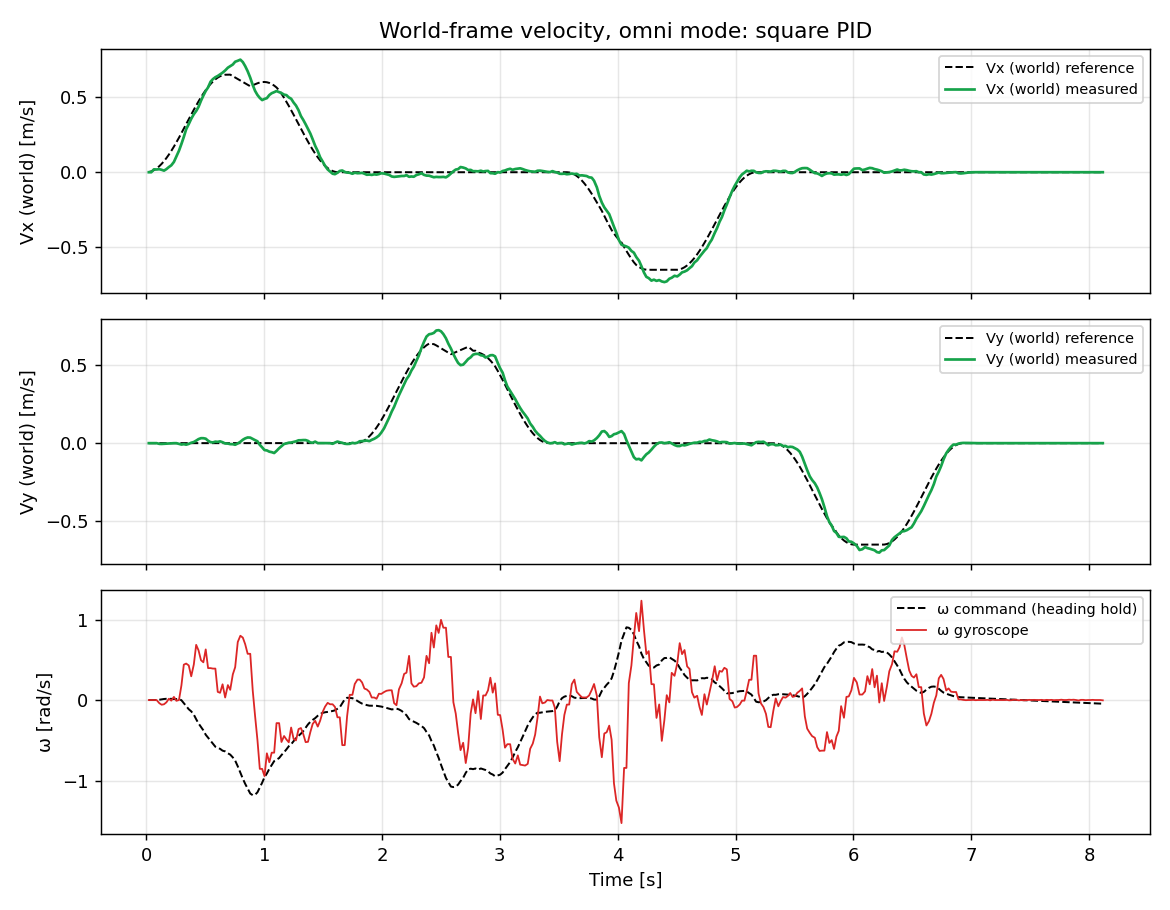 World-frame velocity, omni mode: square PID
Vx (world) [m/s]
0.5
0.0
−0.5
Vx (world) reference
Vx (world) measured
Vy (world) [m/s]
0.5
0.0
−0.5
Vy (world) reference
Vy (world) measured
ω [rad/s]
1
0
−1
ω command (heading hold)
ω gyroscope
0 1 2 3 4 5 6 7 8
Time [s]